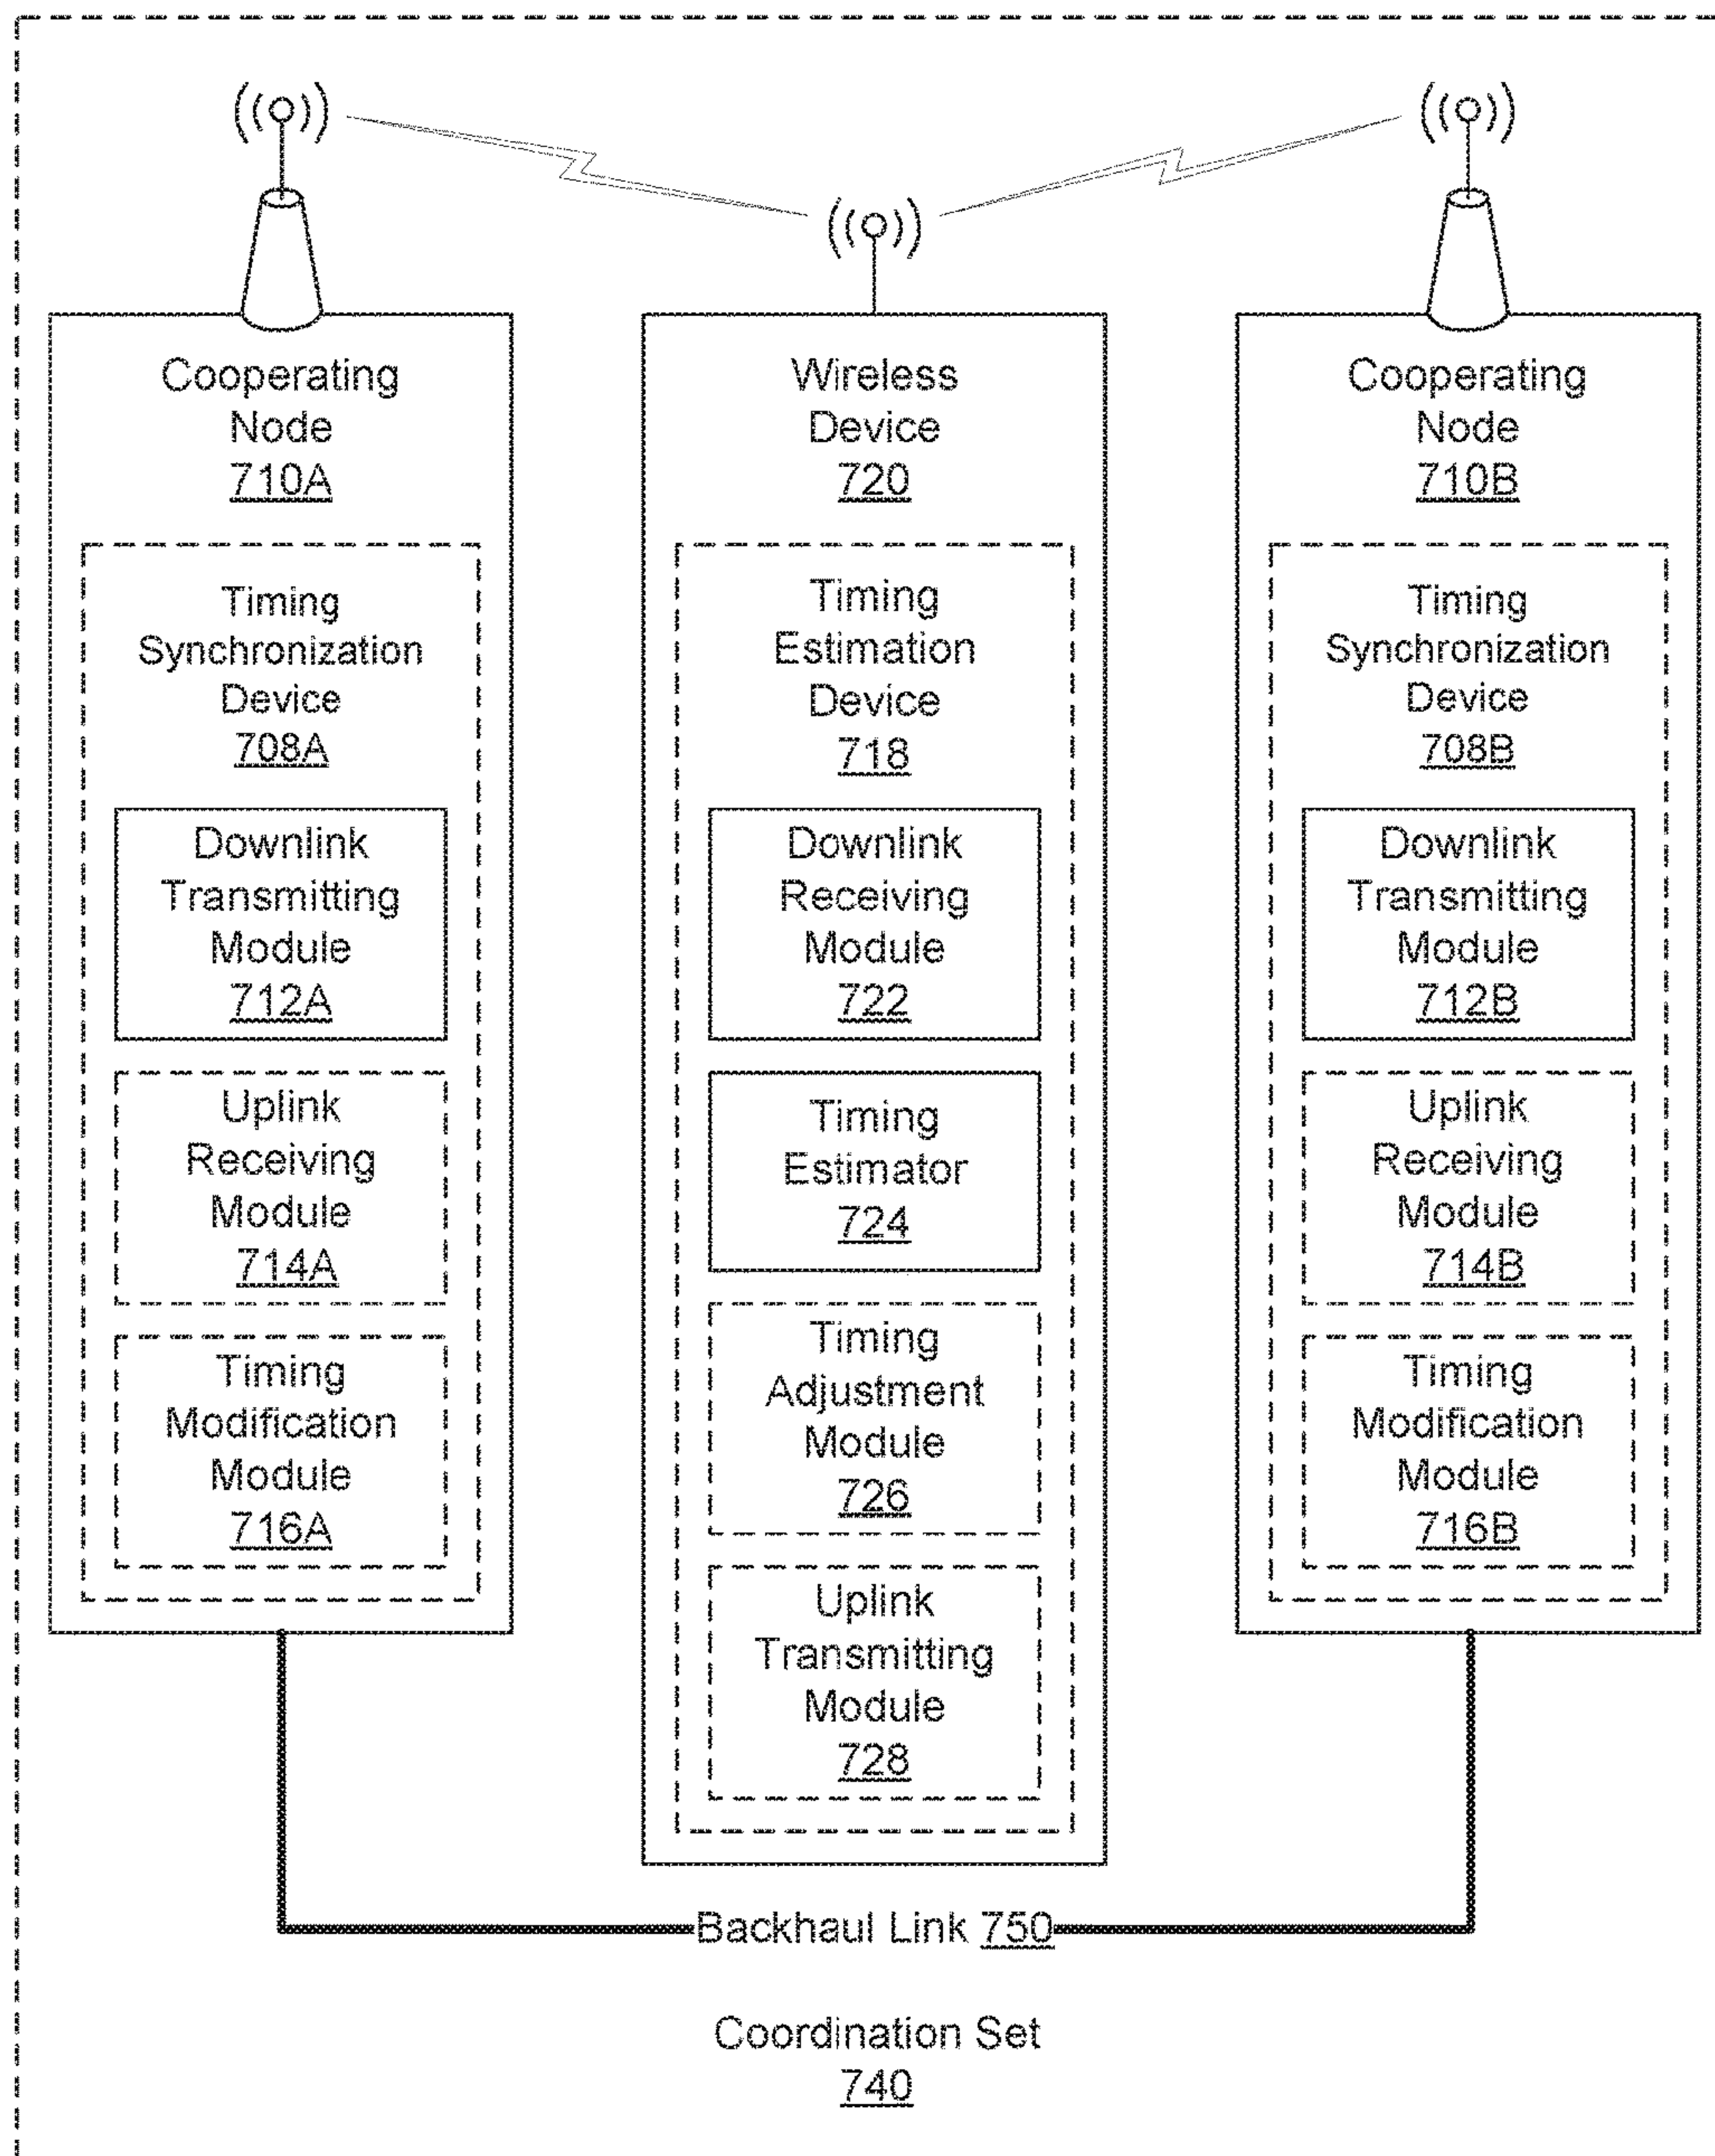 Cooperating
Node
710A
Timing
Synchronization
Device
708A
Downlink
Transmitting
Module
712A
Uplink
Receiving
Module
714A
Timing
Modification
Module
716A
Wireless
Device
720
Timing
Estimation
Device
718
Downlink
Receiving
Module
722
Timing
Estimator
724
Timing
Adjustment
Module
726
Uplink
Transmitting
Module
728
Cooperating
Node
710B
Timing
Synchronization
Device
708B
Downlink
Transmitting
Module
712B
Uplink
Receiving
Module
714B
Timing
Modification
Module
716B
Backhaul Link 750
Coordination Set
740